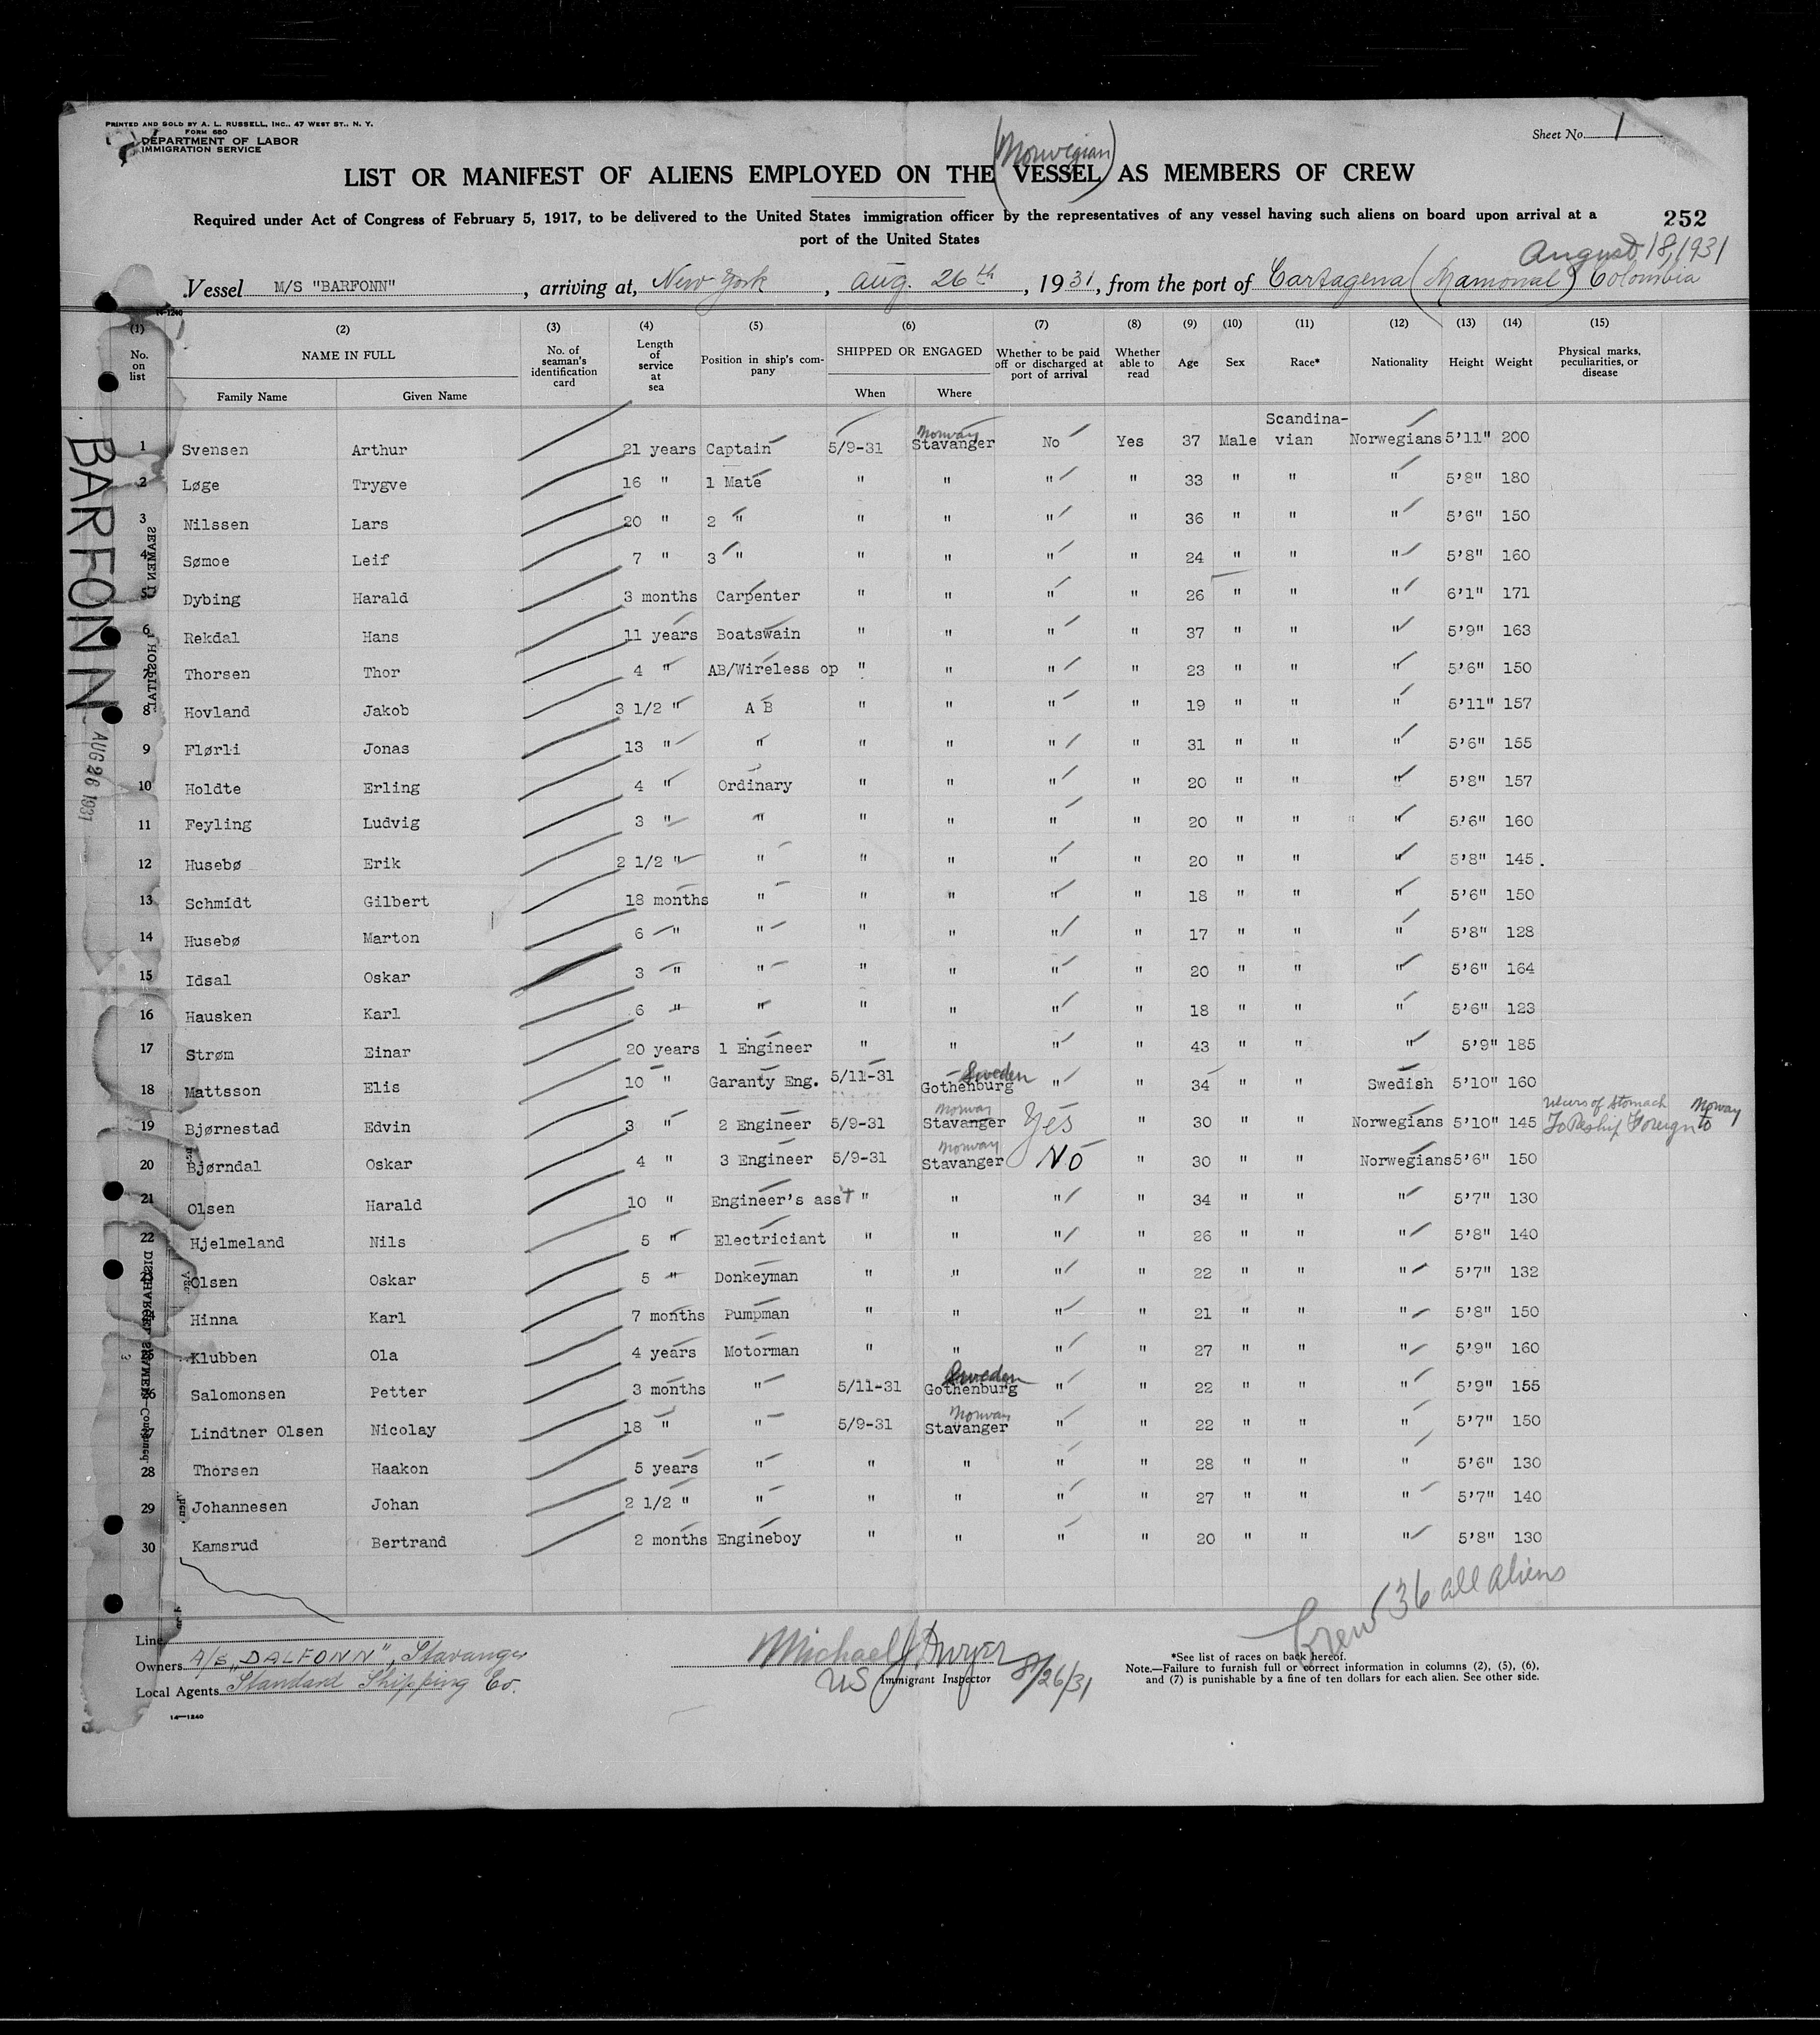 PRINTED AND SOLD BY A. L. RUSSELL, INC., 47 WEST ST., N. Y.
FORM 680
DEPARTMENT OF LABOR
IMMIGRATION SERVICE
Sheet No. 1
(Norwegian)
LIST OR MANIFEST OF ALIENS EMPLOYED ON THE VESSEL AS MEMBERS OF CREW
Required under Act of Congress of February 5, 1917, to be delivered to the United States immigration officer by the representatives of any vessel having such aliens on board upon arrival at a
port of the United States
252
August 18, 1931
Vessel M/S "BARFONN", arriving at, New York, Aug. 26th, 1931, from the port of Cartagena (Mamonal) Colombia
14-1240
(1) (2) (3) (4) (5) (6) (7) (8) (9) (10) (11) (12) (13) (14) (15)
No. on list NAME IN FULL No. of seaman's identification card Length of service at sea Position in ship's company SHIPPED OR ENGAGED Whether to be paid off or discharged at port of arrival Whether able to read Age Sex Race* Nationality Height Weight Physical marks, peculiarities, or disease
Family Name Given Name When Where
1 Svensen Arthur 21 years Captain 5/9-31 Norway Stavanger No Yes 37 Male Scandina-vian Norwegians 5'11" 200
2 Løge Trygve 16 " 1 Mate " " " " 33 " " " 5'8" 180
3 Nilssen Lars 20 " 2 " " " " " 36 " " " 5'6" 150
4 Sømoe Leif 7 " 3 " " " " " 24 " " " 5'8" 160
5 Dybing Harald 3 months Carpenter " " " " 26 " " " 6'1" 171
6 Rekdal Hans 11 years Boatswain " " " " 37 " " " 5'9" 163
7 Thorsen Thor 4 " AB/Wireless op " " " " 23 " " " 5'6" 150
8 Hovland Jakob 3 1/2 " A B " " " " 19 " " " 5'11" 157
9 Flørli Jonas 13 " " " " " " 31 " " " 5'6" 155
10 Holdte Erling 4 " Ordinary " " " " 20 " " " 5'8" 157
11 Feyling Ludvig 3 " " " " " " 20 " " " 5'6" 160
12 Husebø Erik 2 1/2 " " " " " " 20 " " " 5'8" 145.
13 Schmidt Gilbert 18 months " " " " " 18 " " " 5'6" 150
14 Husebø Marton 6 " " " " " " 17 " " " 5'8" 128
15 Idsal Oskar 3 " " " " " " 20 " " " 5'6" 164
16 Hausken Karl 6 " " " " " " 18 " " " 5'6" 123
17 Strøm Einar 20 years 1 Engineer " " " " 43 " " " 5'9" 185
18 Mattsson Elis 10 " Garanty Eng. 5/11-31 Sweden Gothenburg " " 34 " " Swedish 5'10" 160
19 Bjørnestad Edvin 3 " 2 Engineer 5/9-31 Norway Stavanger Yes " 30 " " Norwegians 5'10" 145 Ulcers of Stomach To Reship Foreign to Norway
20 Bjørndal Oskar 4 " 3 Engineer 5/9-31 Norway Stavanger No " 30 " " Norwegians 5'6" 150
21 Olsen Harald 10 " Engineer's ass't " " " " 34 " " " 5'7" 130
22 Hjelmeland Nils 5 " Electriciant " " " " 26 " " " 5'8" 140
23 Olsen Oskar 5 " Donkeyman " " " " 22 " " " 5'7" 132
24 Hinna Karl 7 months Pumpman " " " " 21 " " " 5'8" 150
25 Klubben Ola 4 years Motorman " " " " 27 " " " 5'9" 160
26 Salomonsen Petter 3 months " 5/11-31 Sweden Gothenburg " " 22 " " " 5'9" 155
27 Lindtner Olsen Nicolay 18 " " 5/9-31 Norway Stavanger " " 22 " " " 5'7" 150
28 Thorsen Haakon 5 years " " " " " 28 " " " 5'6" 130
29 Johannesen Johan 2 1/2 " " " " " " 27 " " " 5'7" 140
30 Kamsrud Bertrand 2 months Engineboy " " " " 20 " " " 5'8" 130
Crew 36 all aliens
Line
Owners A/S "DALFONN", Stavanger
Local Agents Standard Shipping Co.
Michael J. Dwyer
US Immigrant Inspector 8/26/31
*See list of races on back hereof.
Note.—Failure to furnish full or correct information in columns (2), (5), (6),
and (7) is punishable by a fine of ten dollars for each alien. See other side.
14—1240
BARFONN
AUG 26 1931